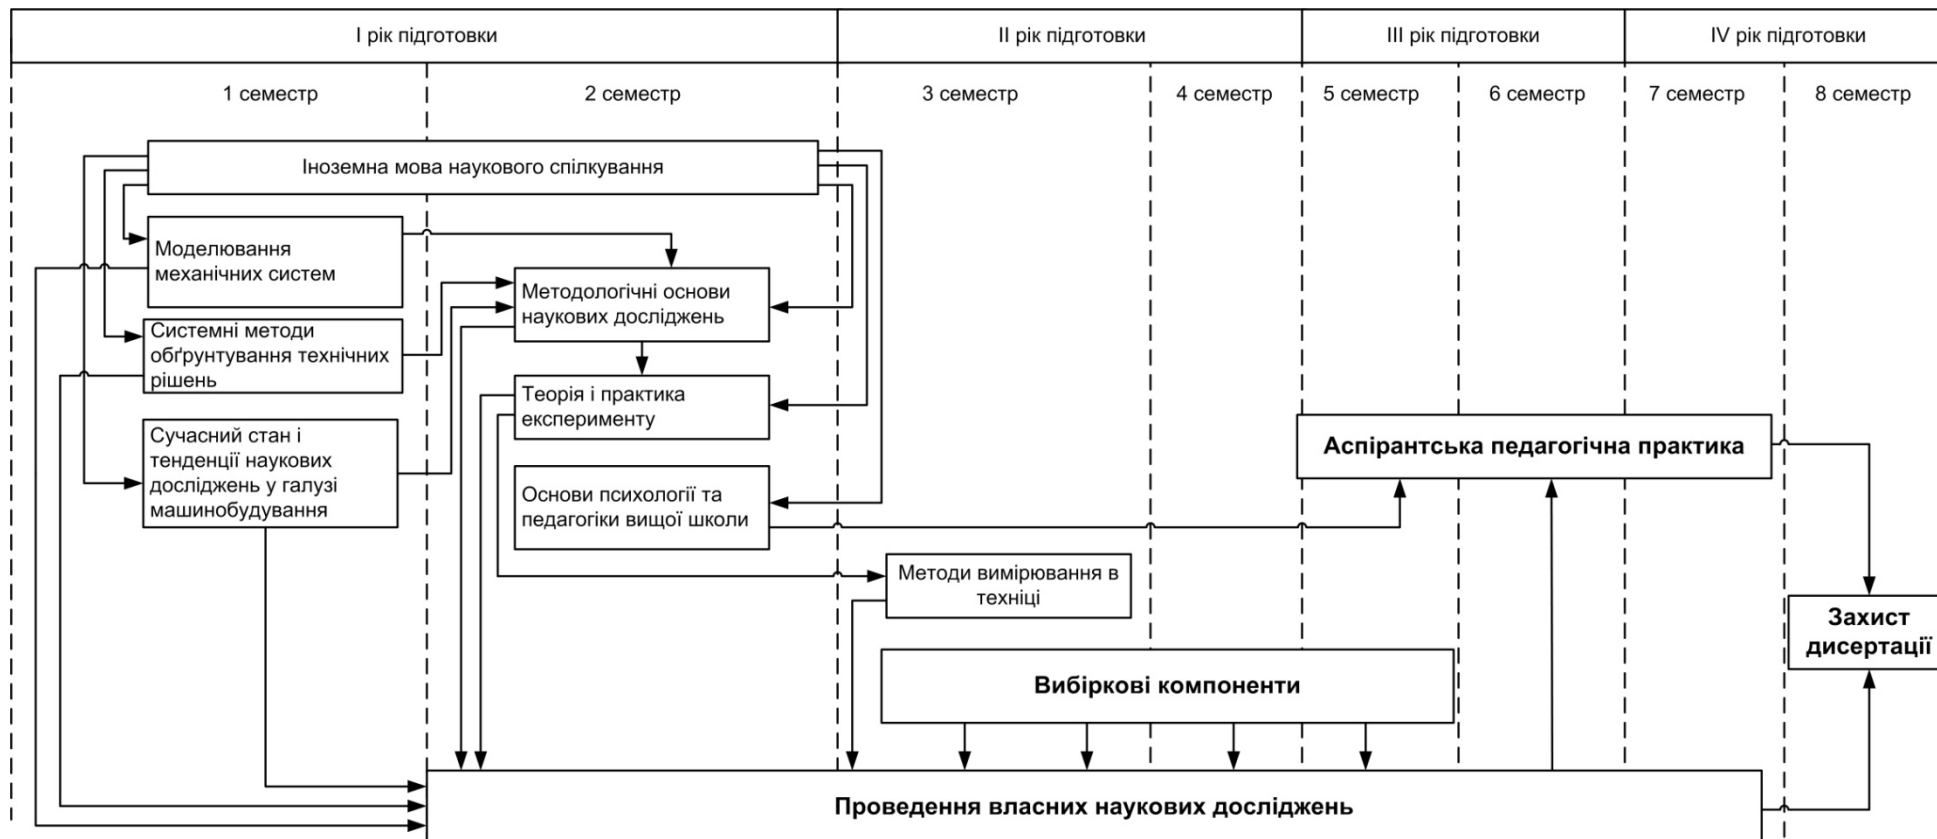 I рік підготовки
II рік підготовки
III рік підготовки
IV рік підготовки
1 семестр
2 семестр
3 семестр
4 семестр
5 семестр
6 семестр
7 семестр
8 семестр
Іноземна мова наукового спілкування
Моделювання
механічних систем
Методологічні основи
наукових досліджень
Системні методи
обґрунтування технічних
рішень
Теорія і практика
експерименту
Сучасний стан і
тенденції наукових
досліджень у галузі
машинобудування
Аспірантська педагогічна практика
Основи психології та
педагогіки вищої школи
Методи вимірювання в
техніці
Захист
дисертації
Вибіркові компоненти
Проведення власних наукових досліджень